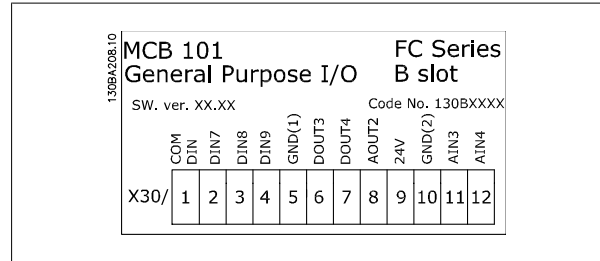 130BA208.10
MCB 101 FC Series
General Purpose I/O B slot
SW. ver. XX.XX Code No. 130BXXXX
COM DIN
DIN7
DIN8
DIN9
GND(1)
DOUT3
DOUT4
AOUT2
24V
GND(2)
AIN3
AIN4
X30/ 1 2 3 4 5 6 7 8 9 10 11 12